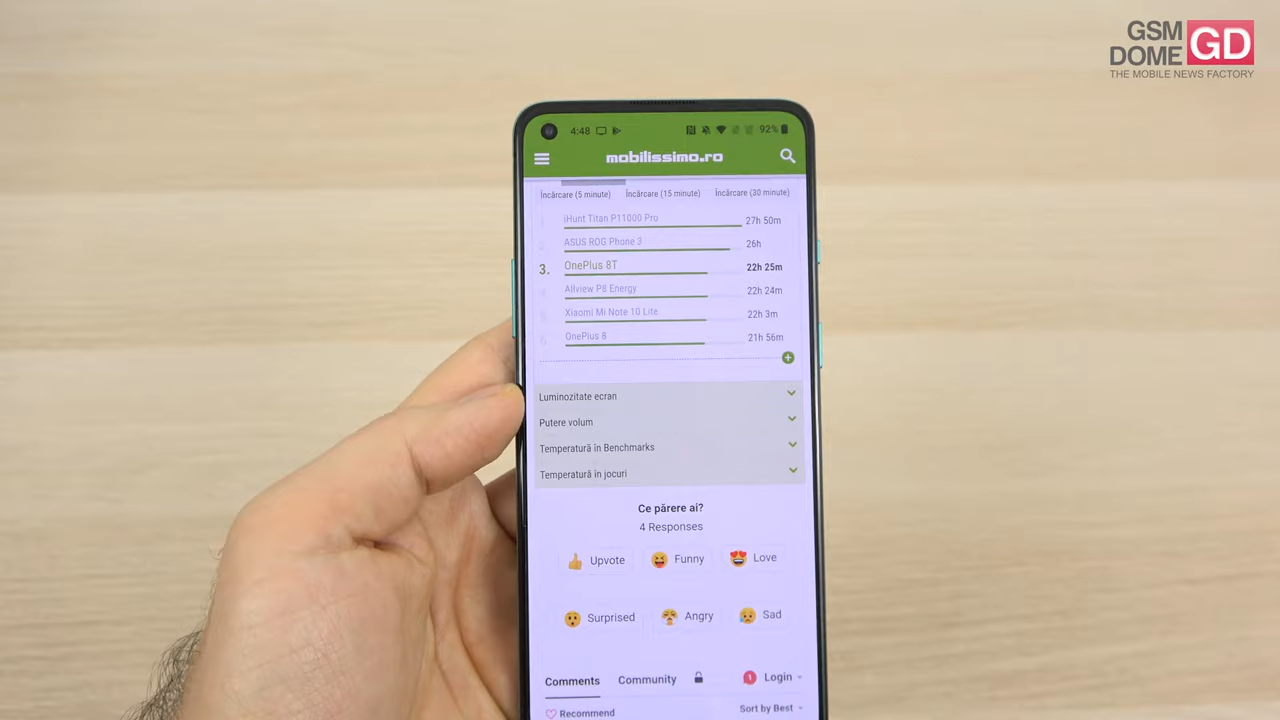 GSM
DOME GD
THE MOBILE NEWS FACTORY
4:48 92%
mobilissimo.ro
Încărcare (5 minute) Încărcare (15 minute) Încărcare (30 minute)
iHunt Titan P11000 Pro 27h 50m
ASUS ROG Phone 3 26h
3. OnePlus 8T 22h 25m
Allview P8 Energy 22h 24m
Xiaomi Mi Note 10 Lite 22h 3m
OnePlus 8 21h 56m
Luminozitate ecran
Putere volum
Temperatură în Benchmarks
Temperatură în jocuri
Ce părere ai?
4 Responses
Upvote Funny Love
Surprised Angry Sad
Comments Community 1 Login
Recommend Sort by Best